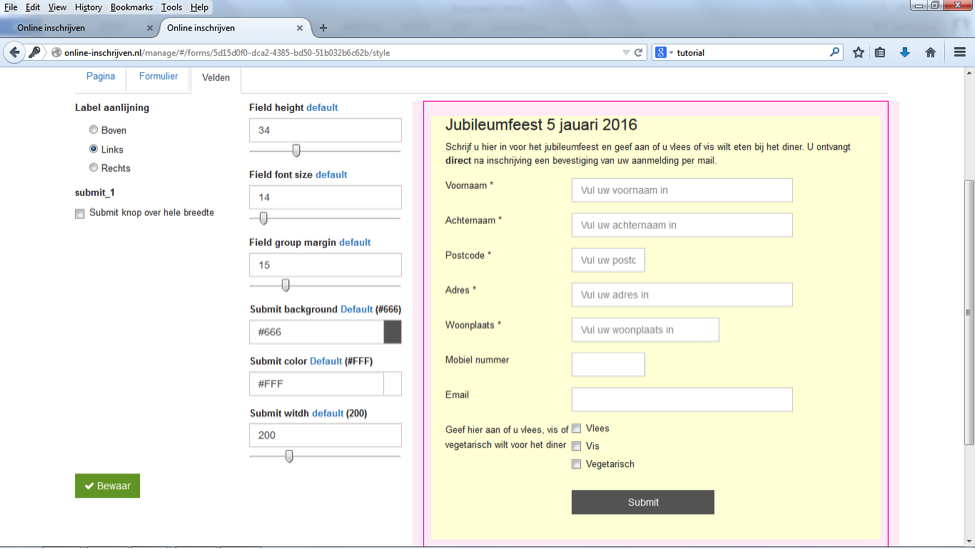 File Edit View History Bookmarks Tools Help
Online inschrijven × Online inschrijven × +
online-inschrijven.nl/manage/#/forms/5d15d0f0-dca2-4385-bd50-51b032b6c62b/style
8 tutorial
Pagina Formulier Velden
Label aanlijning
Boven
Links
Rechts
submit_1
Submit knop over hele breedte
Bewaar
Field height default
34
Field font size default
14
Field group margin default
15
Submit background Default (#666)
#666
Submit color Default (#FFF)
#FFF
Submit witdh default (200)
200
Jubileumfeest 5 jauari 2016
Schrijf u hier in voor het jubileumfeest en geef aan of u vlees of vis wilt eten bij het diner. U ontvangt
direct na inschrijving een bevestiging van uw aanmelding per mail.
Voornaam * Vul uw voornaam in
Achternaam * Vul uw achternaam in
Postcode * Vul uw postc
Adres * Vul uw adres in
Woonplaats * Vul uw woonplaats in
Mobiel nummer
Email
Geef hier aan of u vlees, vis of
vegetarisch wilt voor het diner
Vlees
Vis
Vegetarisch
Submit